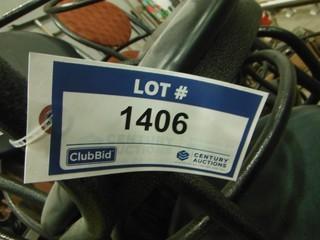 LOT #
1406
ClubBid
CENTURY
AUCTIONS